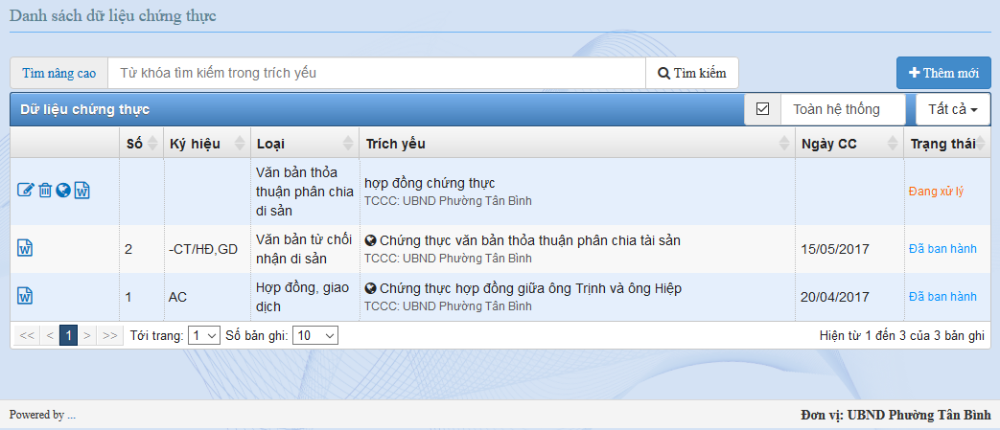 Danh sách dữ liệu chứng thực
Tìm nâng cao Từ khóa tìm kiếm trong trích yếu Tìm kiếm Thêm mới
Dữ liệu chứng thực Toàn hệ thống Tất cả
Số Ký hiệu Loại Trích yếu Ngày CC Trạng thái
Văn bản thỏa
thuận phân chia
di sản
hợp đồng chứng thực
TCCC: UBND Phường Tân Bình
Đang xử lý
2 -CT/HĐ,GD
Văn bản từ chối
nhận di sản
Chứng thực văn bản thỏa thuận phân chia tài sản
TCCC: UBND Phường Tân Bình
15/05/2017 Đã ban hành
1 AC
Hợp đồng, giao
dịch
Chứng thực hợp đồng giữa ông Trịnh và ông Hiệp
TCCC: UBND Phường Tân Bình
20/04/2017 Đã ban hành
<< < 1 > >> Tới trang: 1 Số bản ghi: 10 Hiện từ 1 đến 3 của 3 bản ghi
Powered by ... Đơn vị: UBND Phường Tân Bình